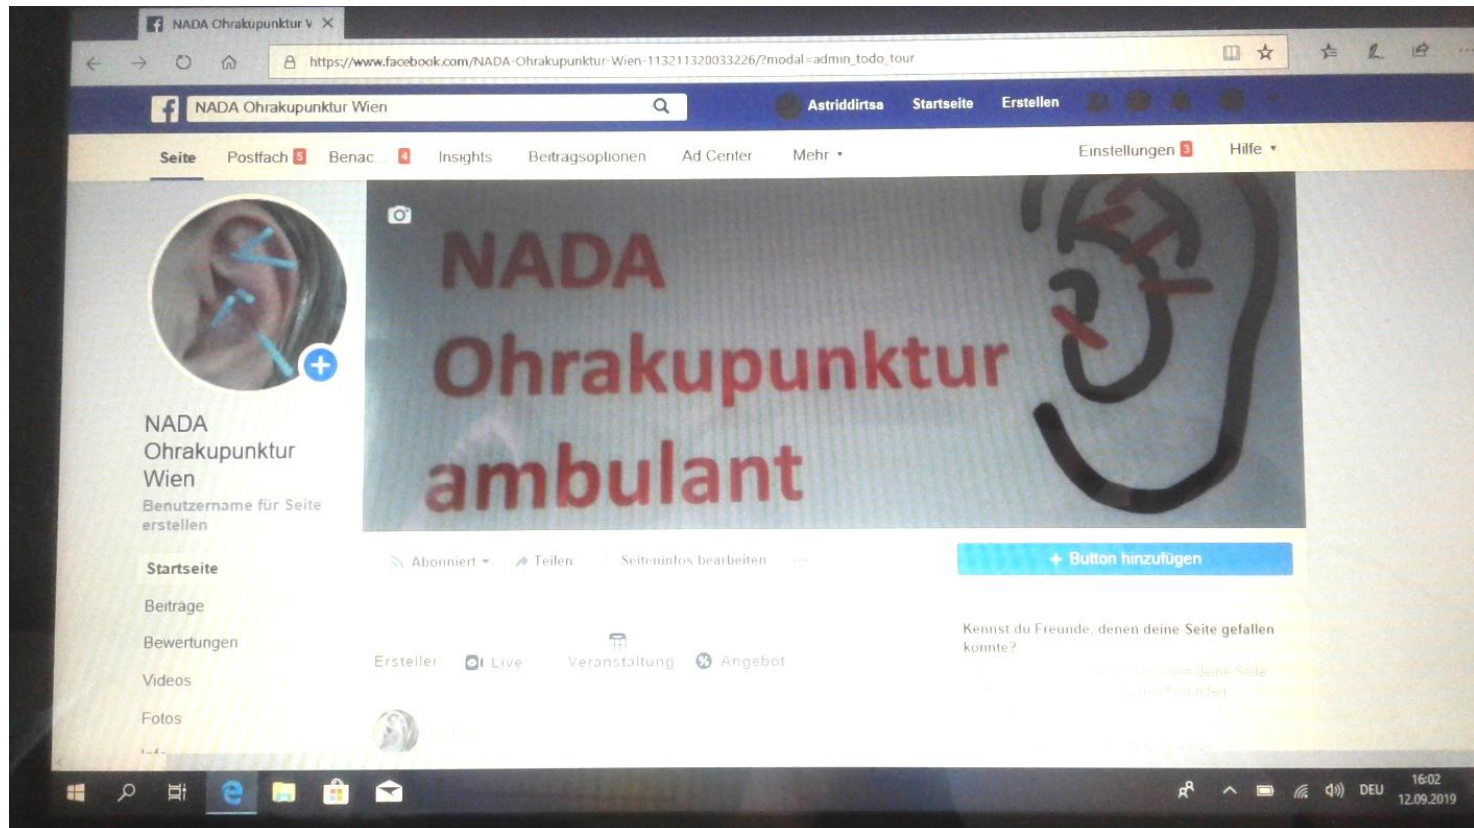 NADA Ohrakupunktur W
https://www.facebook.com/NADA-Ohrakupunktur-Wien-113211320033226/?modal=admin_todo_tour
NADA Ohrakupunktur Wien
Astriddirtsa Startseite Erstellen
Seite Postfach 5 Benac... 4 Insights Beitragsoptionen Ad Center Mehr Einstellungen 3 Hilfe
NADA
Ohrakupunktur
ambulant
NADA
Ohrakupunktur
Wien
Benutzername für Seite
erstellen
Startseite
Beiträge
Bewertungen
Videos
Fotos
Abonniert Teilen Seiteninfos bearbeiten ...
+ Button hinzufügen
Ersteller Live Veranstaltung Angebot
Kennst du Freunde, denen deine Seite gefallen
konnte?
deine Seite
Freunden
DEU
16:02
12.09.2019